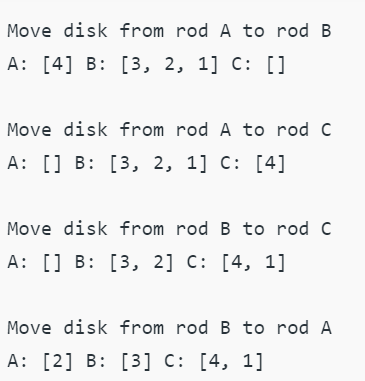 Move disk from rod A to rod B
A: [4] B: [3, 2, 1] C: []
Move disk from rod A to rod C
A: [] B: [3, 2, 1] C: [4]
Move disk from rod B to rod C
A: [] B: [3, 2] C: [4, 1]
Move disk from rod B to rod A
A: [2] B: [3] C: [4, 1]